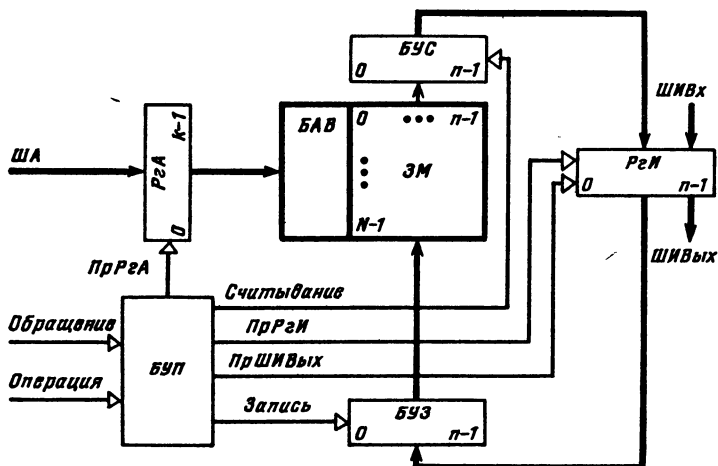 БУС
0 n-1
ШИВх
ША
РгА
k-1
0
БАВ
0 ••• n-1
ЗМ
N-1
РгИ
0 n-1
ШИВых
ПрРгА
Считывание
Обращение
ПрРгИ
БУП
ПрШИВых
Операция
Запись
БУЗ
0 n-1